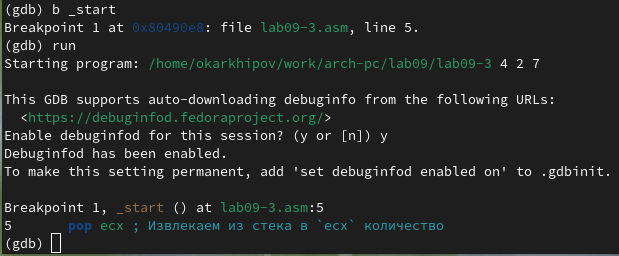 (gdb) b _start
Breakpoint 1 at 0x80490e8: file lab09-3.asm, line 5.
(gdb) run
Starting program: /home/okarkhipov/work/arch-pc/lab09/lab09-3 4 2 7
This GDB supports auto-downloading debuginfo from the following URLs:
<https://debuginfod.fedoraproject.org/>
Enable debuginfod for this session? (y or [n]) y
Debuginfod has been enabled.
To make this setting permanent, add 'set debuginfod enabled on' to .gdbinit.
Breakpoint 1, _start () at lab09-3.asm:5
5 pop ecx ; Извлекаем из стека в `ecx` количество
(gdb)